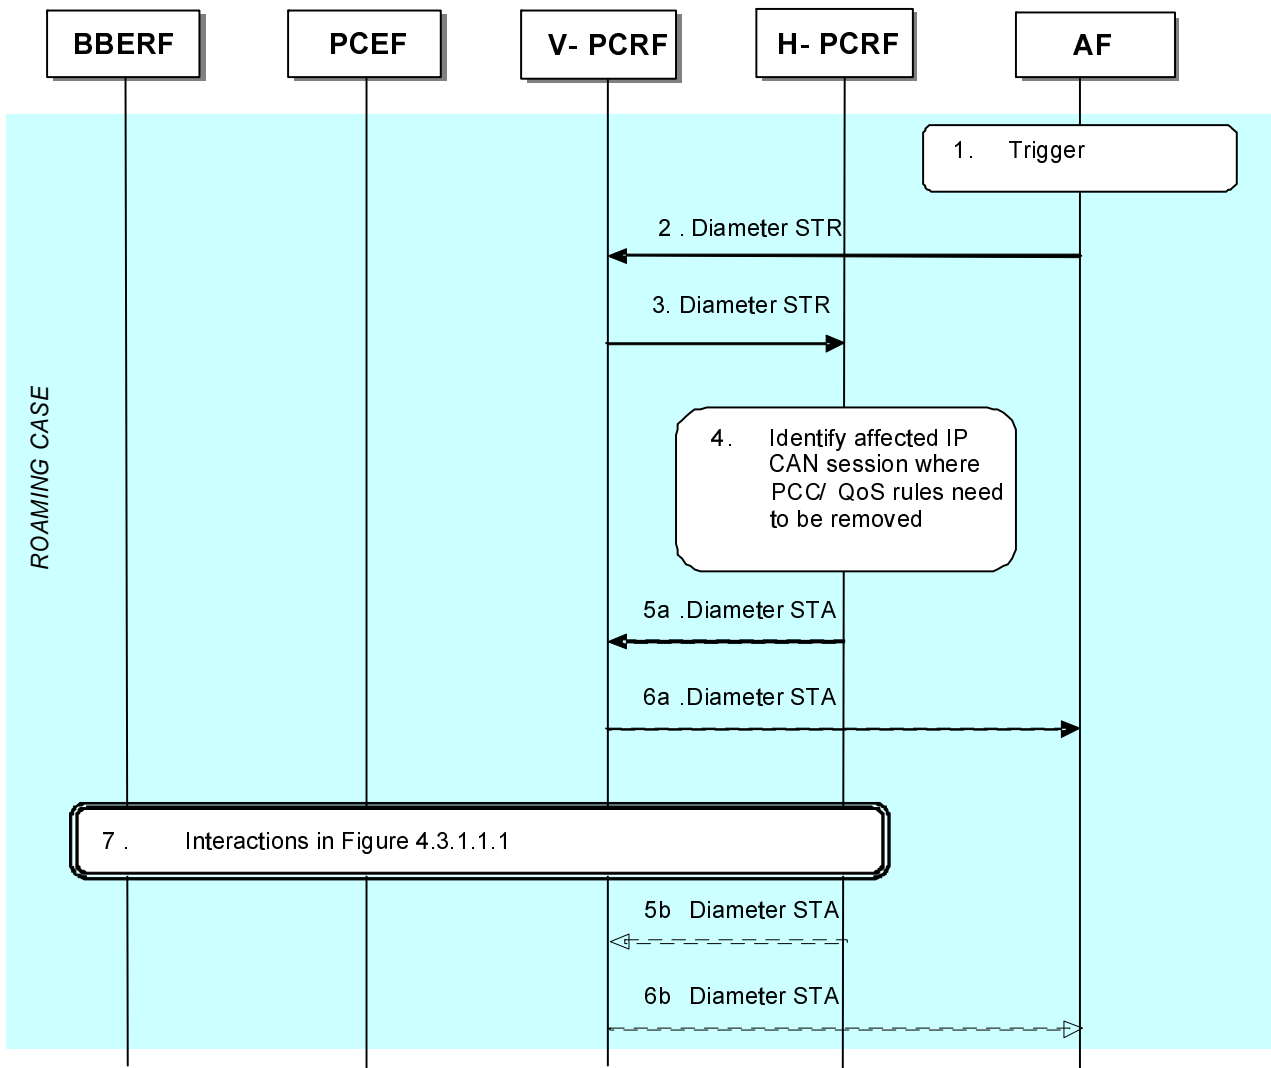 BBERF
PCEF
V- PCRF
H- PCRF
AF
1. Trigger
2 . Diameter STR
3. Diameter STR
ROAMING CASE
4. Identify affected IP
CAN session where
PCC/ QoS rules need
to be removed
5a .Diameter STA
6a .Diameter STA
7 . Interactions in Figure 4.3.1.1.1
5b Diameter STA
6b Diameter STA